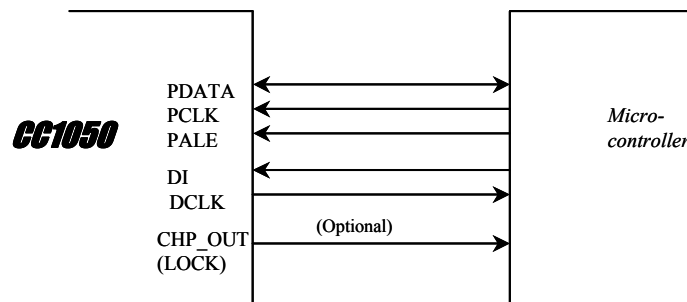 PDATA
PCLK
PALE
CC1050
Micro-
controller
DI
DCLK
(Optional)
CHP_OUT
(LOCK)